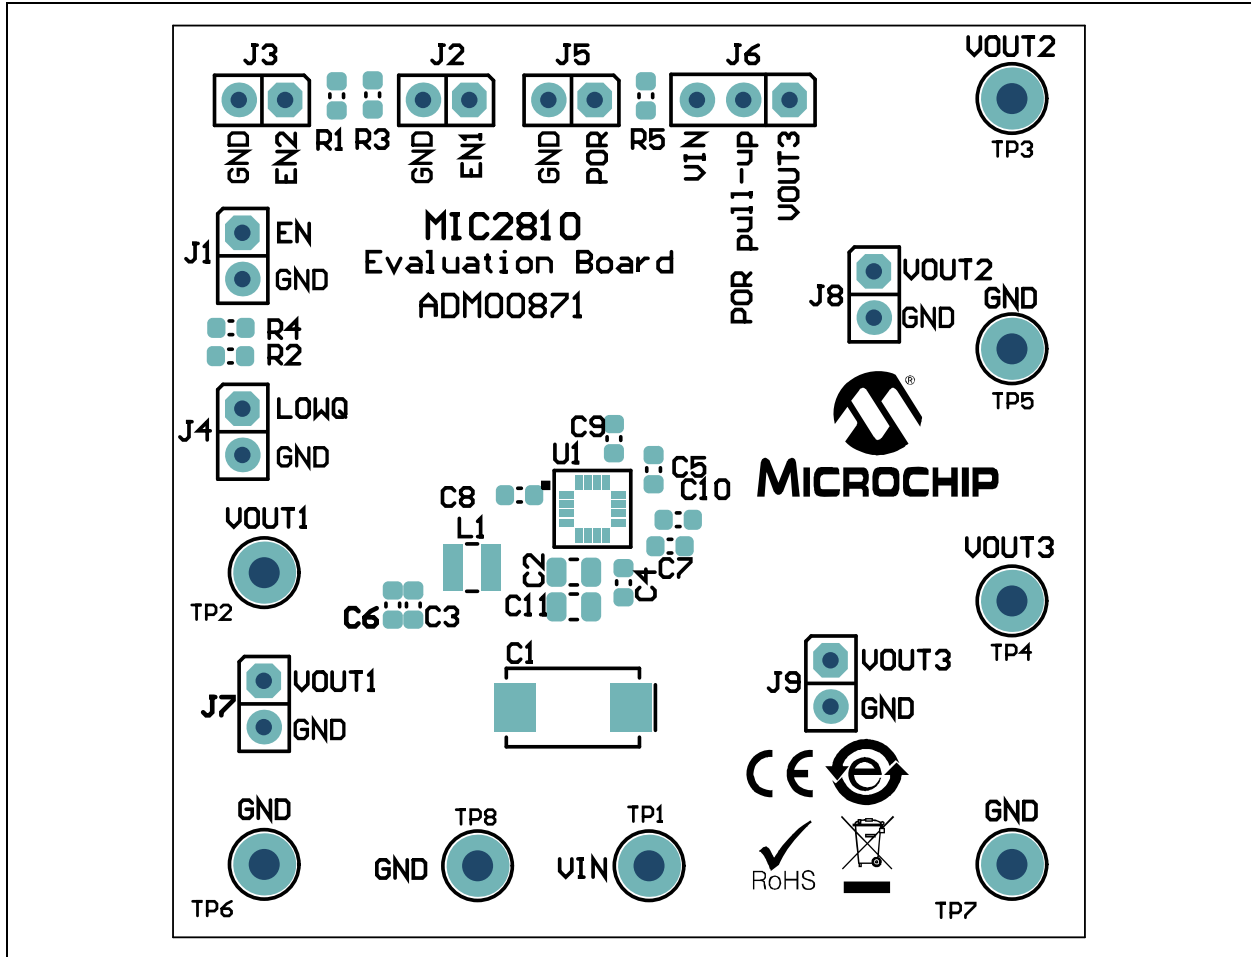 J3
J2
J5
J6
VOUT2
R1
R3
R5
TP3
GND
EN2
GND
EN1
GND
POR
VIN
POR pull-up
VOUT3
J1
EN
GND
MIC2810
Evaluation Board
ADM00871
J8
VOUT2
GND
GND
TP5
R4
R2
J4
LOWQ
GND
®
MICROCHIP
C9
U1
C5
C10
C8
L1
C2
C7
C4
C11
C6
C3
VOUT1
TP2
VOUT3
TP4
C1
J7
VOUT1
GND
J9
VOUT3
GND
CE
e
GND
TP6
TP8
GND
TP1
VIN
RoHS
GND
TP7